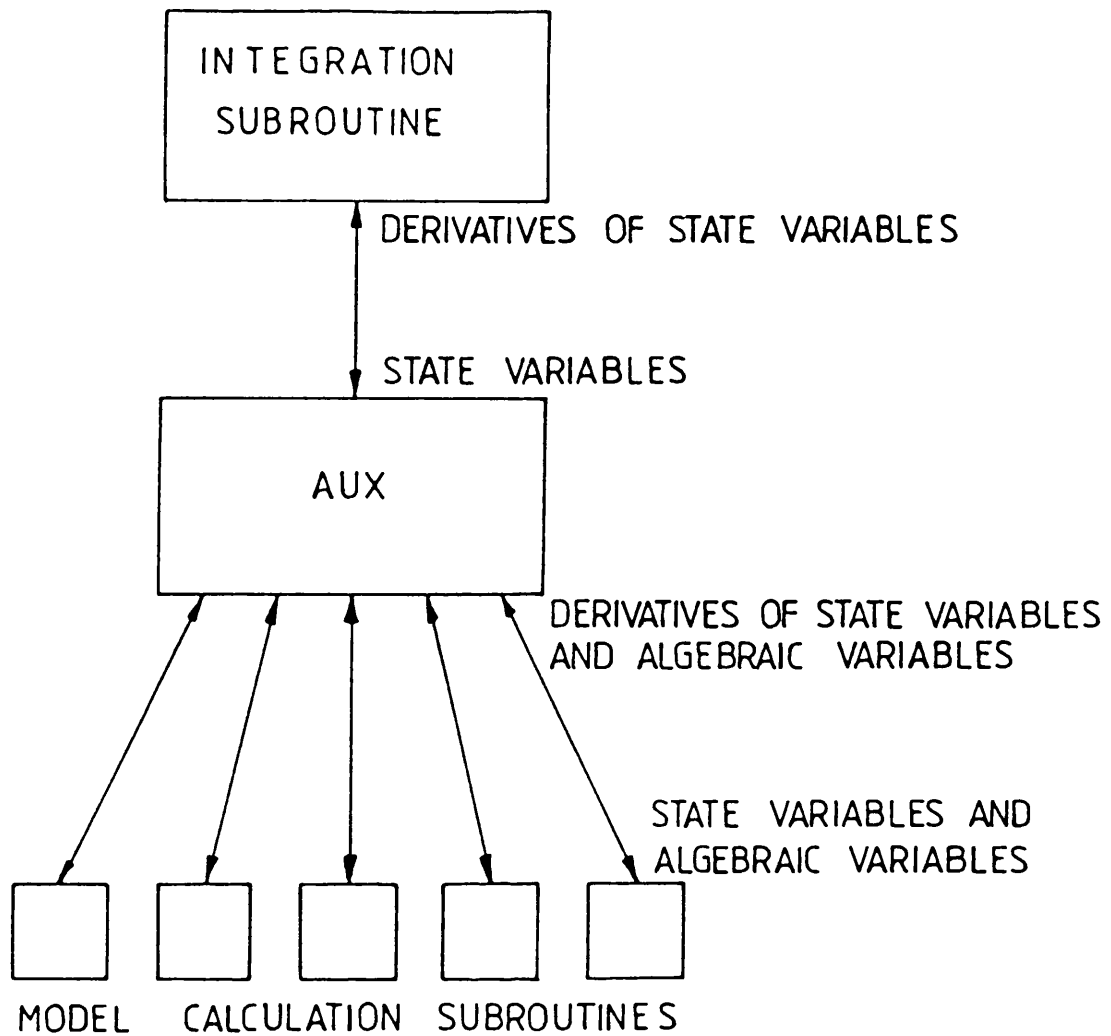 INTEGRATION
SUBROUTINE
DERIVATIVES OF STATE VARIABLES
STATE VARIABLES
AUX
DERIVATIVES OF STATE VARIABLES
AND ALGEBRAIC VARIABLES
STATE VARIABLES AND
ALGEBRAIC VARIABLES
MODEL CALCULATION SUBROUTINES